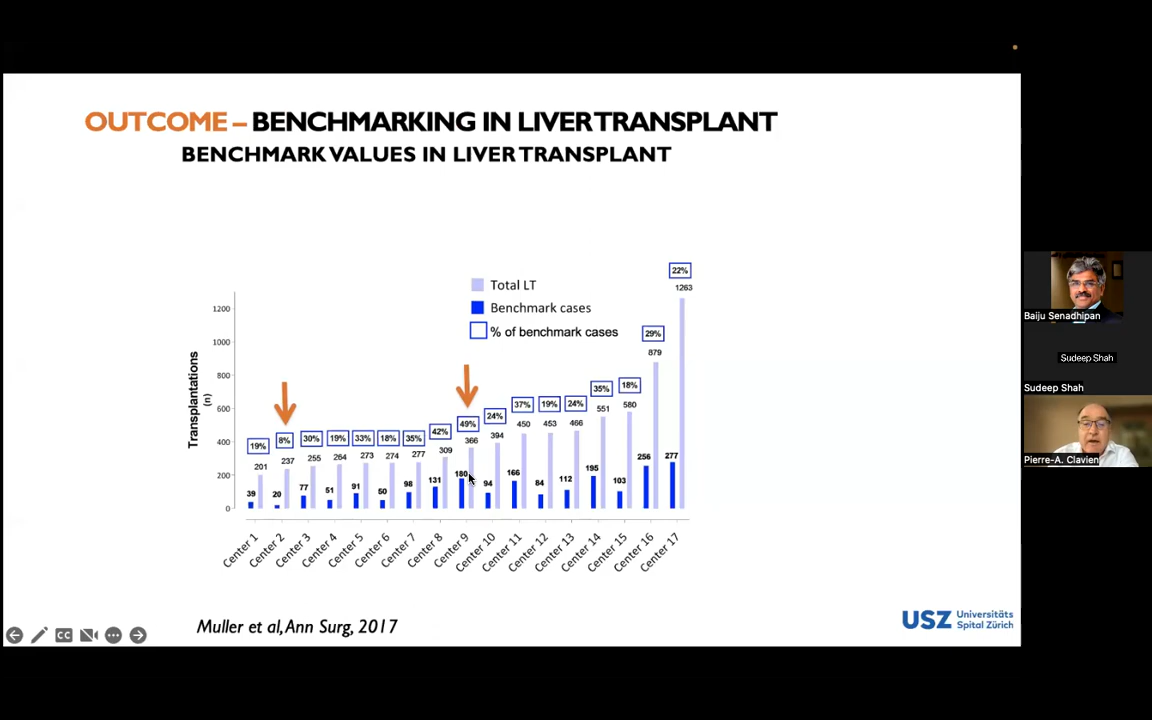 OUTCOME – BENCHMARKING IN LIVER TRANSPLANT
BENCHMARK VALUES IN LIVER TRANSPLANT
Total LT
Benchmark cases
% of benchmark cases
Transplantations
(n)
1200
1000
800
600
400
200
0
19% 8% 30% 19% 33% 18% 35% 42% 49% 24% 37% 19% 24% 35% 18% 29% 22%
201 237 255 264 273 274 277 309 366 394 450 453 466 551 580 879 1263
39 20 77 51 91 50 98 131 180 94 166 84 112 195 103 256 277
Center 1 Center 2 Center 3 Center 4 Center 5 Center 6 Center 7 Center 8 Center 9 Center 10 Center 11 Center 12 Center 13 Center 14 Center 15 Center 16 Center 17
Muller et al, Ann Surg, 2017
USZ Universitäts
Spital Zürich
CC
Baiju Senadhipan
Sudeep Shah
Sudeep Shah
Pierre-A. Clavien